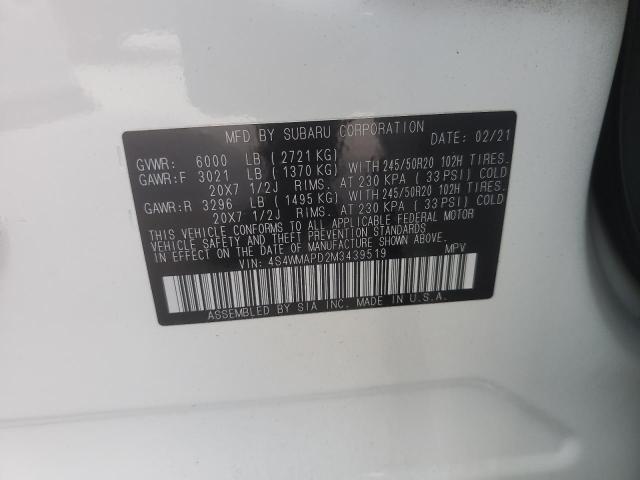 MFD BY SUBARU CORPORATION DATE: 02/21
GVWR: 6000 LB (2721 KG)
GAWR:F 3021 LB (1370 KG) WITH 245/50R20 102H TIRES.
20X7 1/2J RIMS. AT 230 KPA (33 PSI) COLD
GAWR:R 3296 LB (1495 KG) WITH 245/50R20 102H TIRES.
20X7 1/2J RIMS. AT 230 KPA (33 PSI) COLD
THIS VEHICLE CONFORMS TO ALL APPLICABLE FEDERAL MOTOR
VEHICLE SAFETY AND THEFT PREVENTION STANDARDS
IN EFFECT ON THE DATE OF MANUFACTURE SHOWN ABOVE.
VIN: 4S4WMAPD2M3439519 MPV
ASSEMBLED BY SIA INC. MADE IN U.S.A.